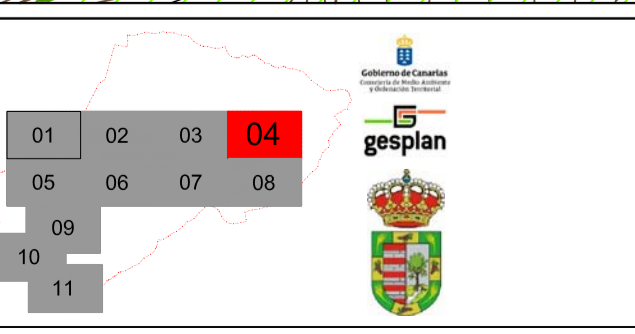 01 02 03 04
05 06 07 08
09
10
11
Gobierno de Canarias
Consejería de Medio Ambiente
y Ordenación Territorial
gesplan